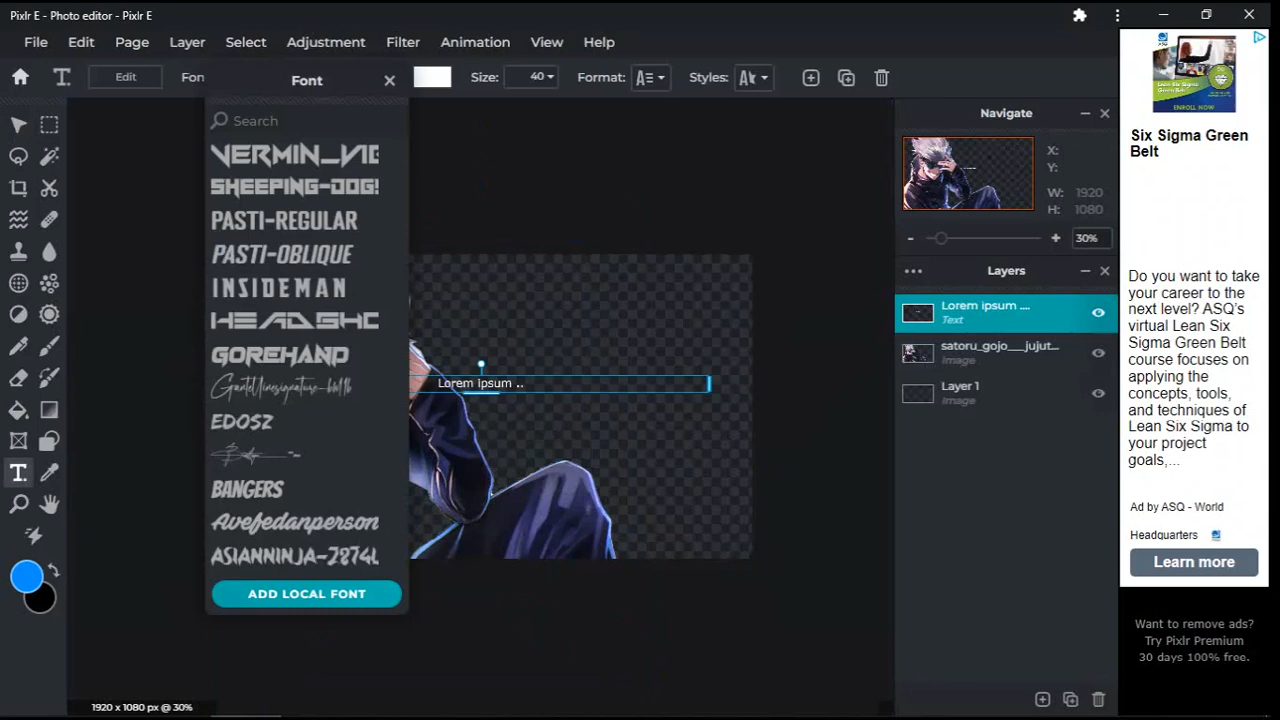 Pixlr E - Photo editor - Pixlr E
File Edit Page Layer Select Adjustment Filter Animation View Help
Edit Fon Size: 40 Format: Styles:
Font
Search
VERMIN_VIB
SHEEPING-DOGS
PASTI-REGULAR
PASTI-OBLIQUE
INSIDEMAN
HEADSHO
GOREHAND
EDOSZ
BANGERS
Avefedanperson
ASIANNINJA-Z874L
ADD LOCAL FONT
Lorem ipsum ..
Navigate
X:
Y:
W: 1920
H: 1080
- + 30%
Layers
Lorem ipsum ....
Text
satoru_gojo___jujut...
Image
Layer 1
Image
1920 x 1080 px @ 30%
ENROLL NOW
Six Sigma Green
Belt
Do you want to take
your career to the
next level? ASQ's
virtual Lean Six
Sigma Green Belt
course focuses on
applying the
concepts, tools,
and techniques of
Lean Six Sigma to
your project
goals,...
Ad by ASQ - World
Headquarters
Learn more
Want to remove ads?
Try Pixlr Premium
30 days 100% free.